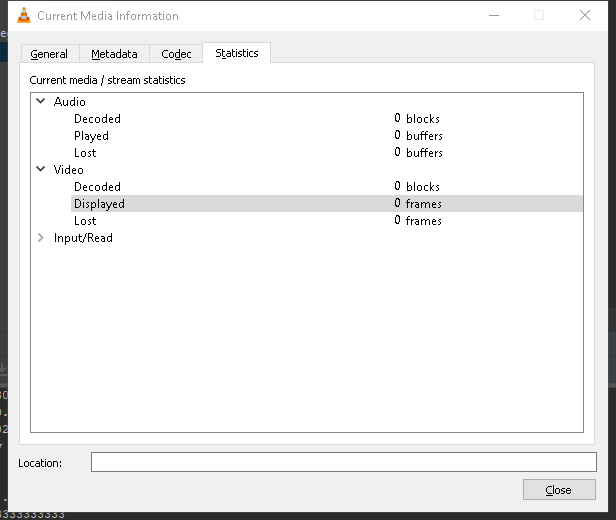 Current Media Information
General Metadata Codec Statistics
Current media / stream statistics
Audio
Decoded 0 blocks
Played 0 buffers
Lost 0 buffers
Video
Decoded 0 blocks
Displayed 0 frames
Lost 0 frames
Input/Read
Location:
Close
3333333333